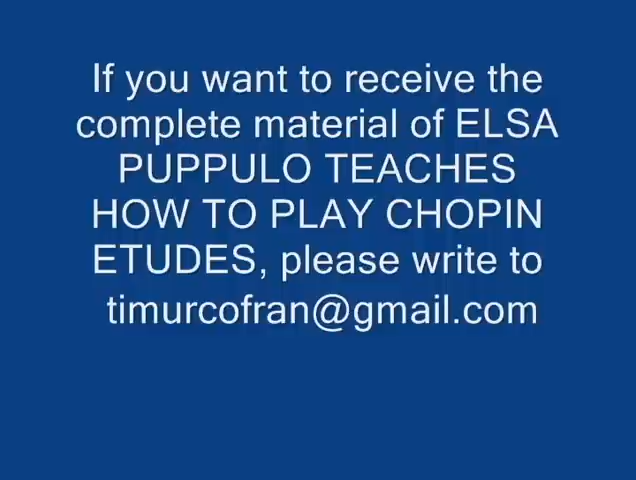 If you want to receive the
complete material of ELSA
PUPPULO TEACHES
HOW TO PLAY CHOPIN
ETUDES, please write to
timurcofran@gmail.com